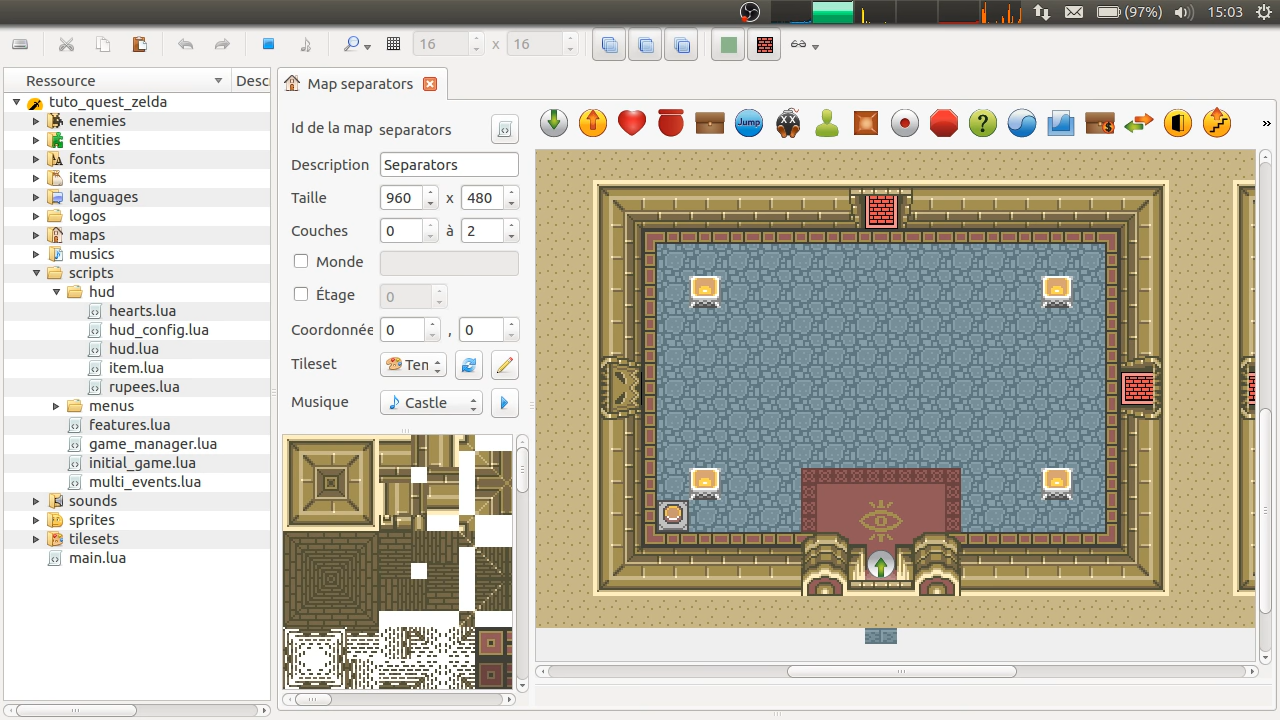 (97%) 15:03
16 x 16
Ressource Desc
Map separators
tuto_quest_zelda
enemies
entities
fonts
items
languages
logos
maps
musics
scripts
hud
hearts.lua
hud_config.lua
hud.lua
item.lua
rupees.lua
menus
features.lua
game_manager.lua
initial_game.lua
multi_events.lua
sounds
sprites
tilesets
main.lua
Id de la map separators
Description Separators
Taille 960 x 480
Couches 0 à 2
Monde
Étage 0
Coordonnée 0 , 0
Tileset Ten
Musique Castle
Jump
?
$
»